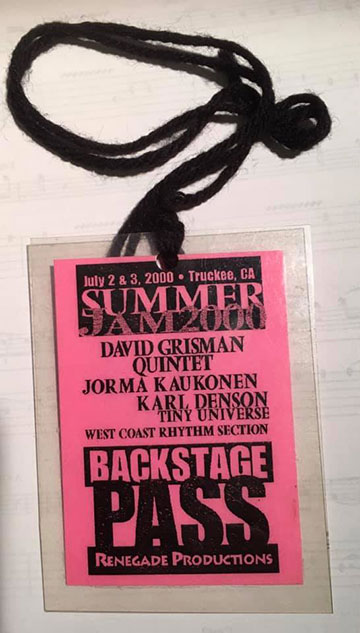 July 2 & 3, 2000 • Truckee, CA
SUMMER
JAM2000
DAVID GRISMAN
QUINTET
JORMA KAUKONEN
KARL DENSON
TINY UNIVERSE
WEST COAST RHYTHM SECTION
BACKSTAGE
PASS
RENEGADE PRODUCTIONS